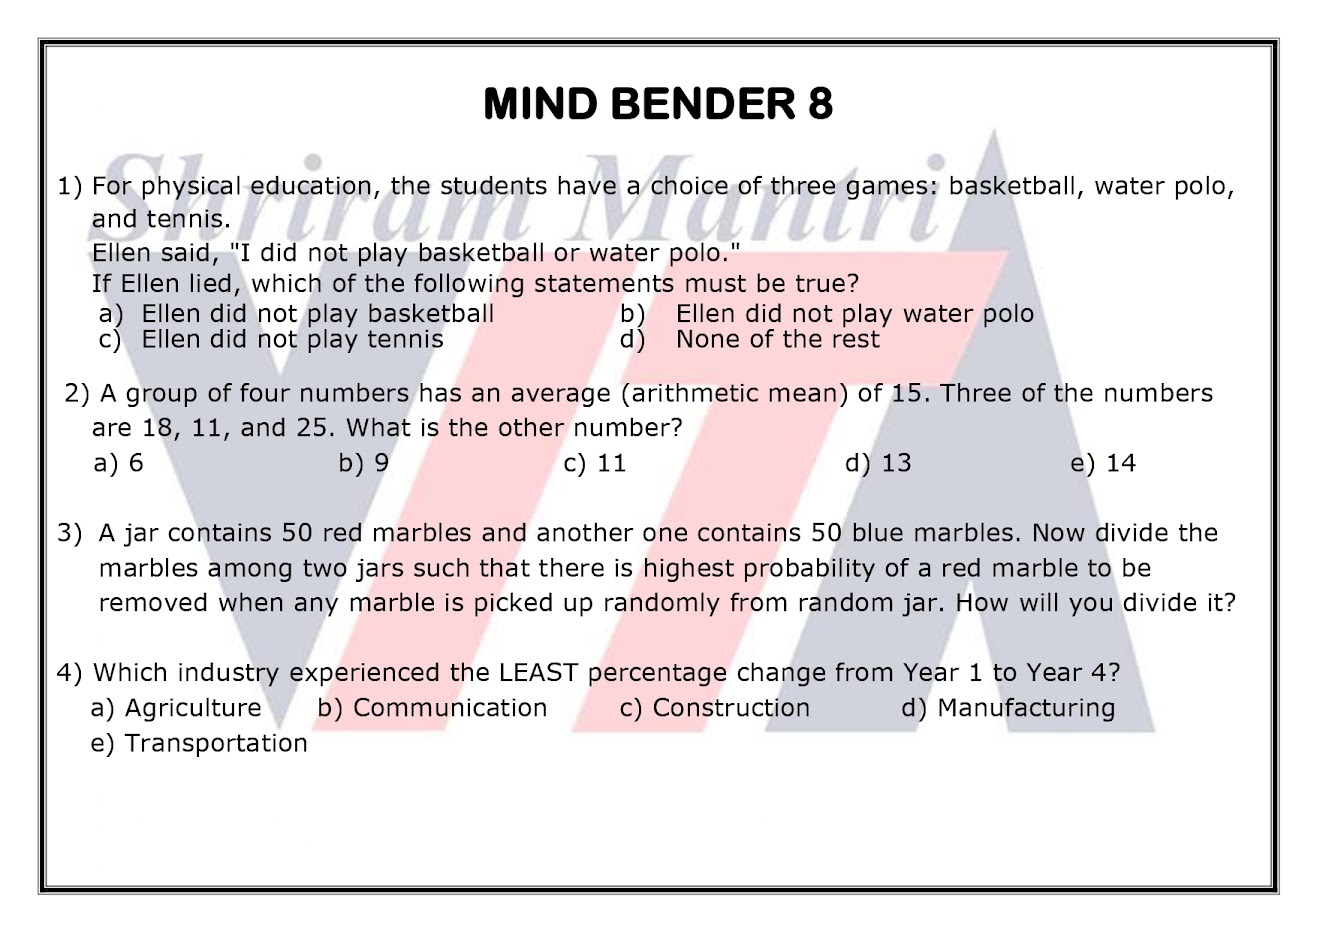 MIND BENDER 8
Shriram Mantri
VITA
1) For physical education, the students have a choice of three games: basketball, water polo,
and tennis.
Ellen said, "I did not play basketball or water polo."
If Ellen lied, which of the following statements must be true?
a) Ellen did not play basketball b) Ellen did not play water polo
c) Ellen did not play tennis d) None of the rest
2) A group of four numbers has an average (arithmetic mean) of 15. Three of the numbers
are 18, 11, and 25. What is the other number?
a) 6 b) 9 c) 11 d) 13 e) 14
3) A jar contains 50 red marbles and another one contains 50 blue marbles. Now divide the
marbles among two jars such that there is highest probability of a red marble to be
removed when any marble is picked up randomly from random jar. How will you divide it?
4) Which industry experienced the LEAST percentage change from Year 1 to Year 4?
a) Agriculture b) Communication c) Construction d) Manufacturing
e) Transportation